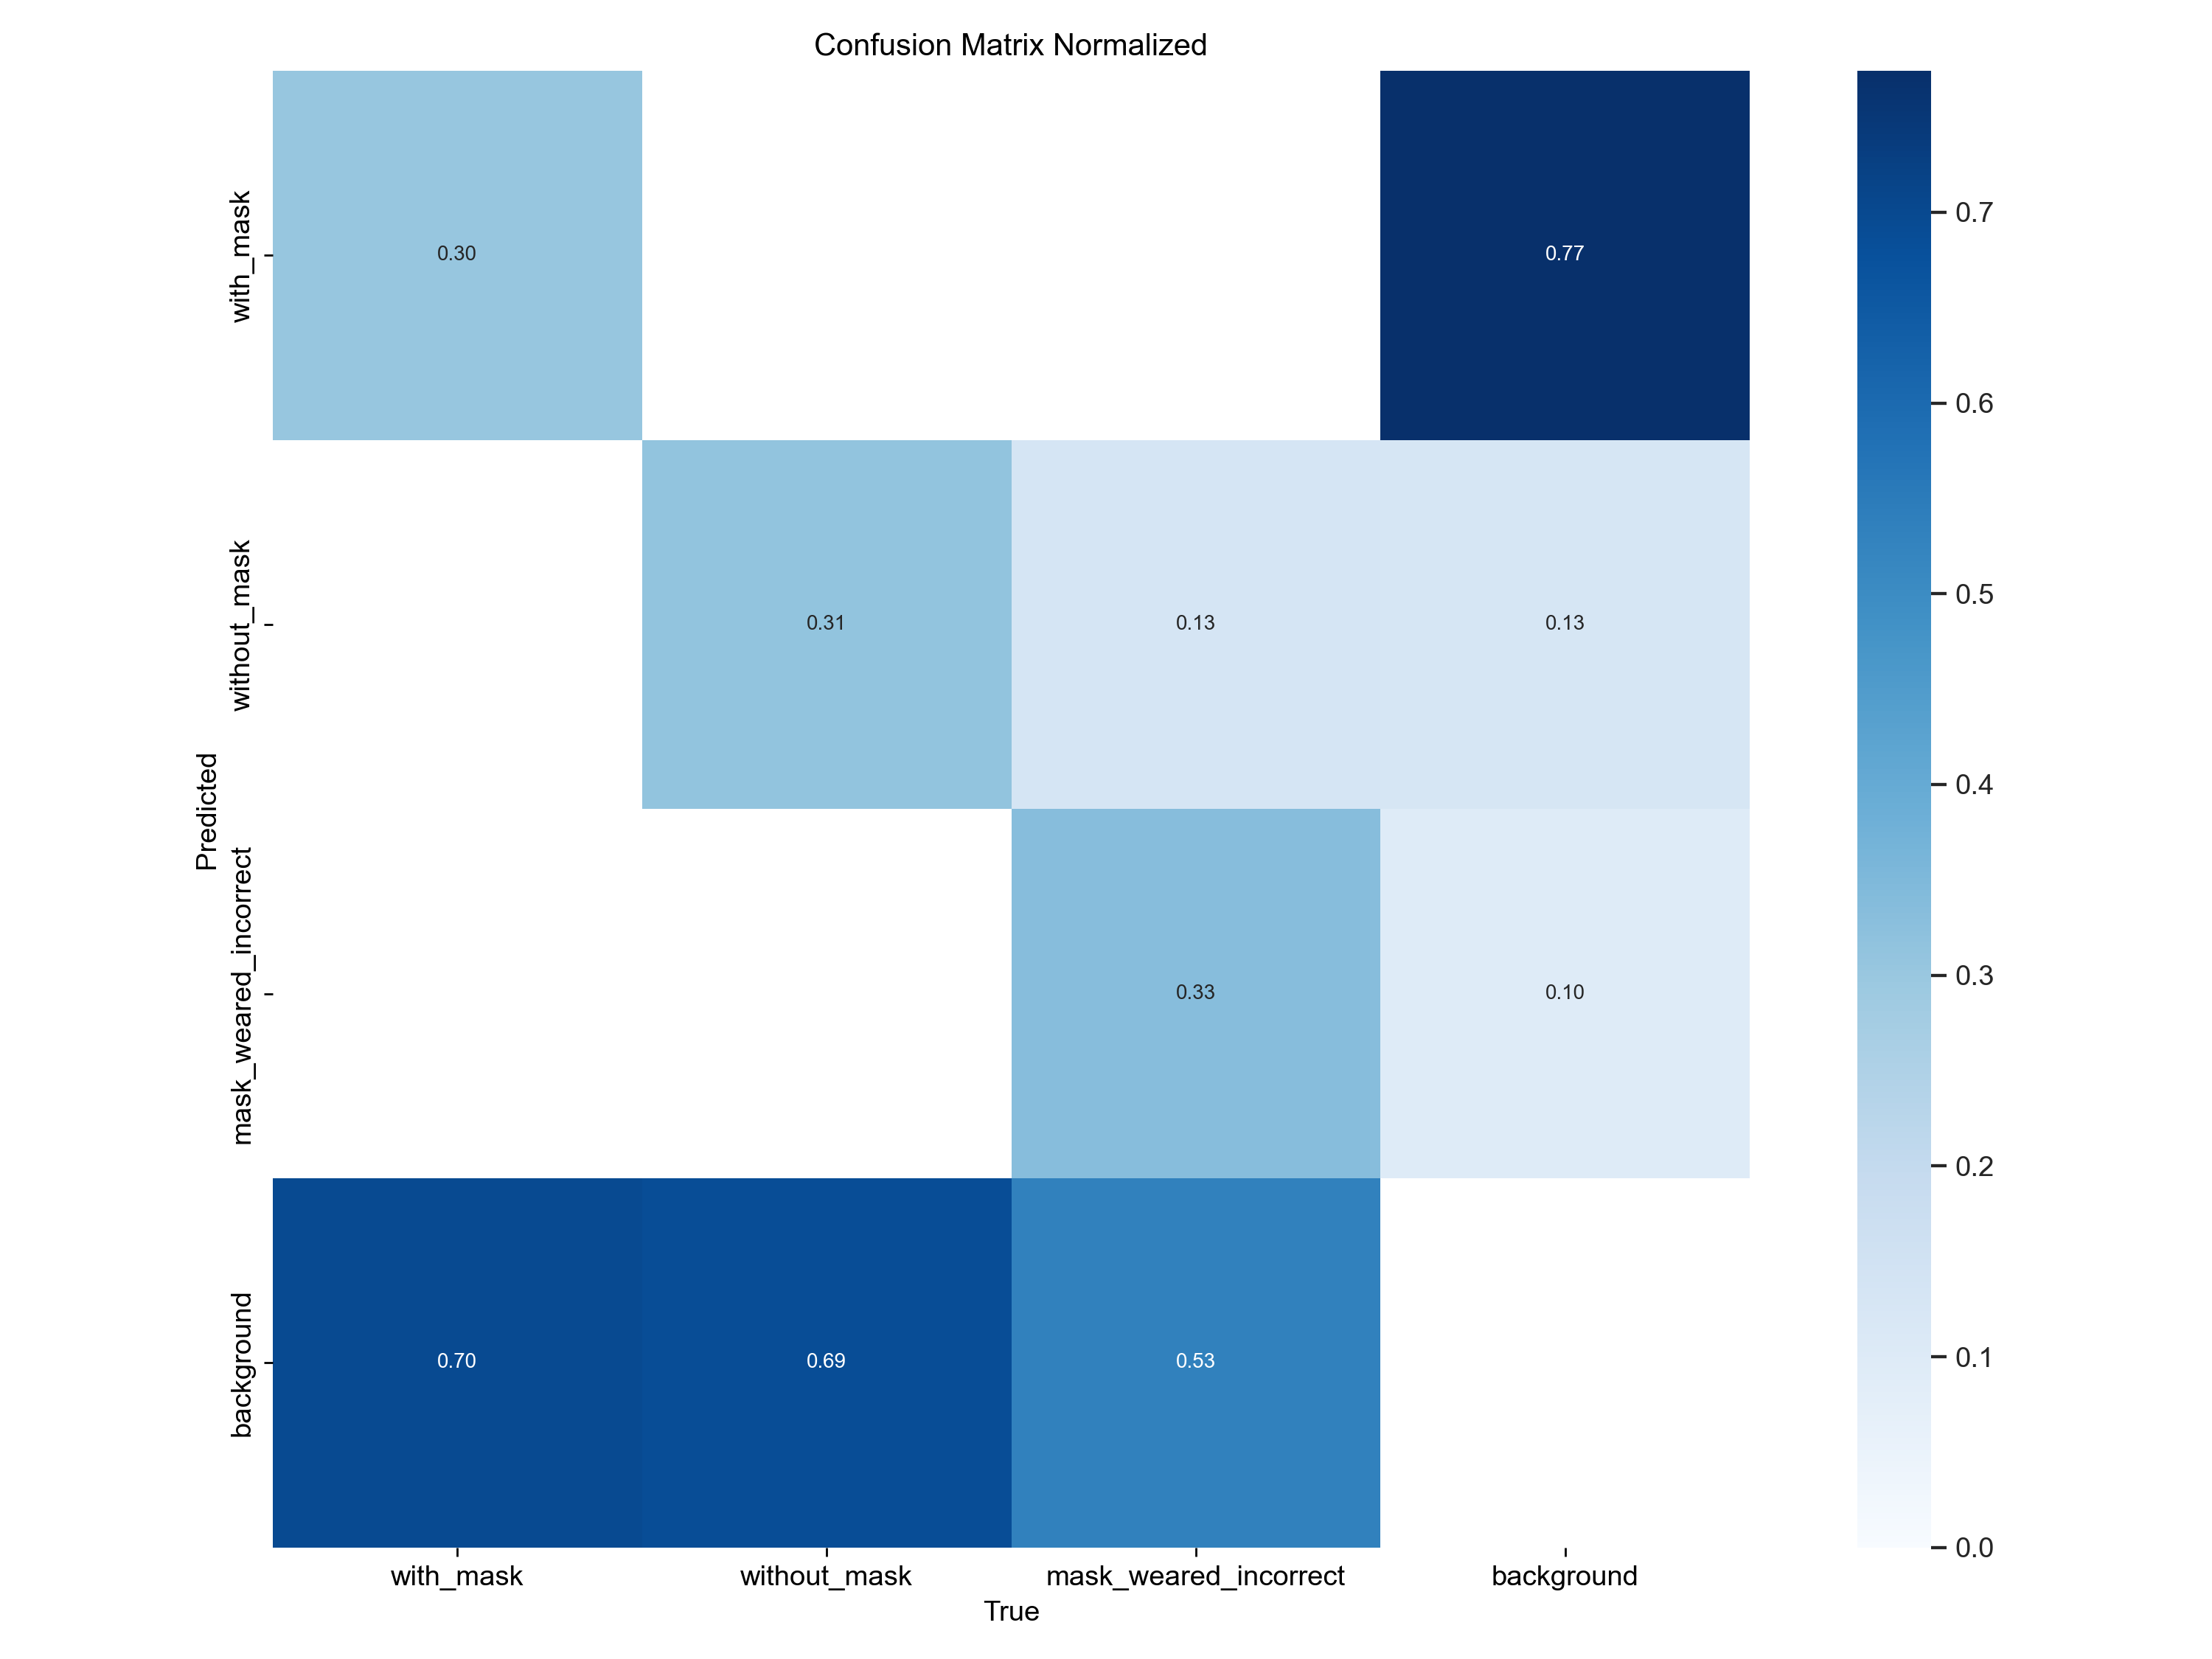 Confusion Matrix Normalized
with_mask
0.30
0.77
without_mask
0.31
0.13
0.13
mask_weared_incorrect
0.33
0.10
background
0.70
0.69
0.53
Predicted
with_mask
without_mask
mask_weared_incorrect
background
True
0.7
0.6
0.5
0.4
0.3
0.2
0.1
0.0